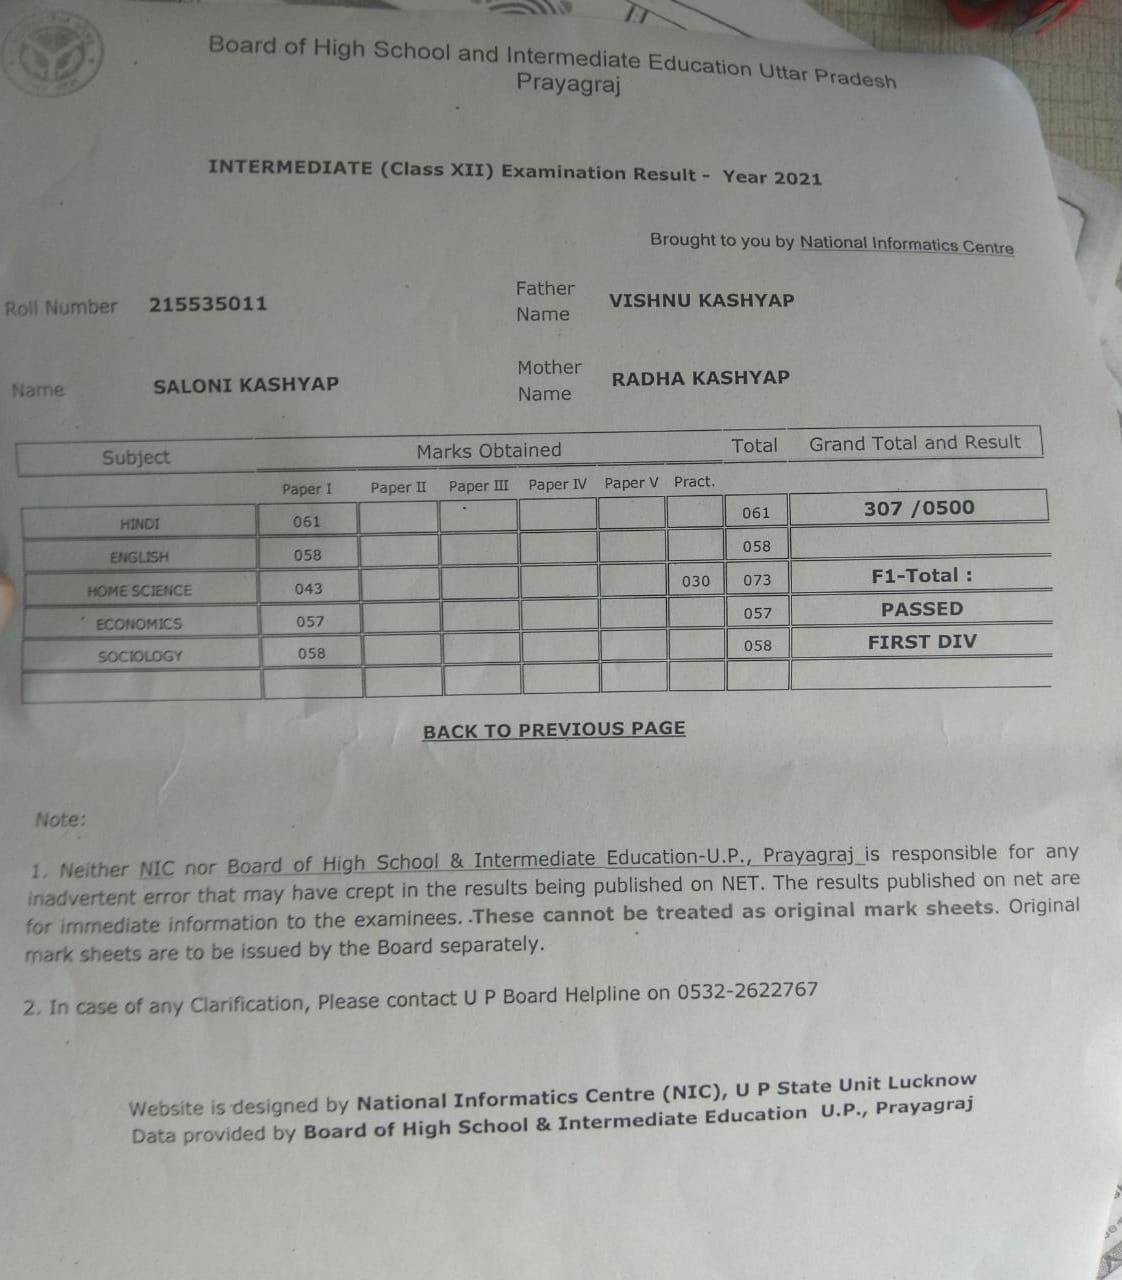 Board of High School and Intermediate Education Uttar Pradesh
Prayagraj
INTERMEDIATE (Class XII) Examination Result - Year 2021
Brought to you by National Informatics Centre
Roll Number 215535011 Father Name VISHNU KASHYAP
Name SALONI KASHYAP Mother Name RADHA KASHYAP
Subject Marks Obtained Total Grand Total and Result
Paper I Paper II Paper III Paper IV Paper V Pract.
HINDI 061 061 307 /0500
ENGLISH 058 058
HOME SCIENCE 043 030 073 F1-Total :
ECONOMICS 057 057 PASSED
SOCIOLOGY 058 058 FIRST DIV
BACK TO PREVIOUS PAGE
Note:
1. Neither NIC nor Board of High School & Intermediate Education-U.P., Prayagraj is responsible for any
inadvertent error that may have crept in the results being published on NET. The results published on net are
for immediate information to the examinees. .These cannot be treated as original mark sheets. Original
mark sheets are to be issued by the Board separately.
2. In case of any Clarification, Please contact U P Board Helpline on 0532-2622767
Website is designed by National Informatics Centre (NIC), U P State Unit Lucknow
Data provided by Board of High School & Intermediate Education U.P., Prayagraj